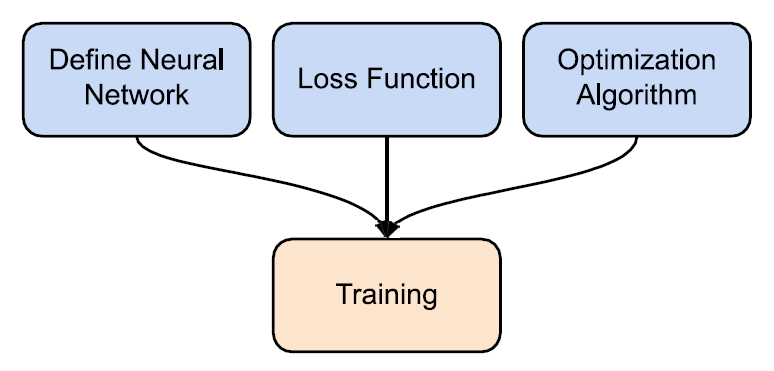 Define Neural
Network
Loss Function
Optimization
Algorithm
Training